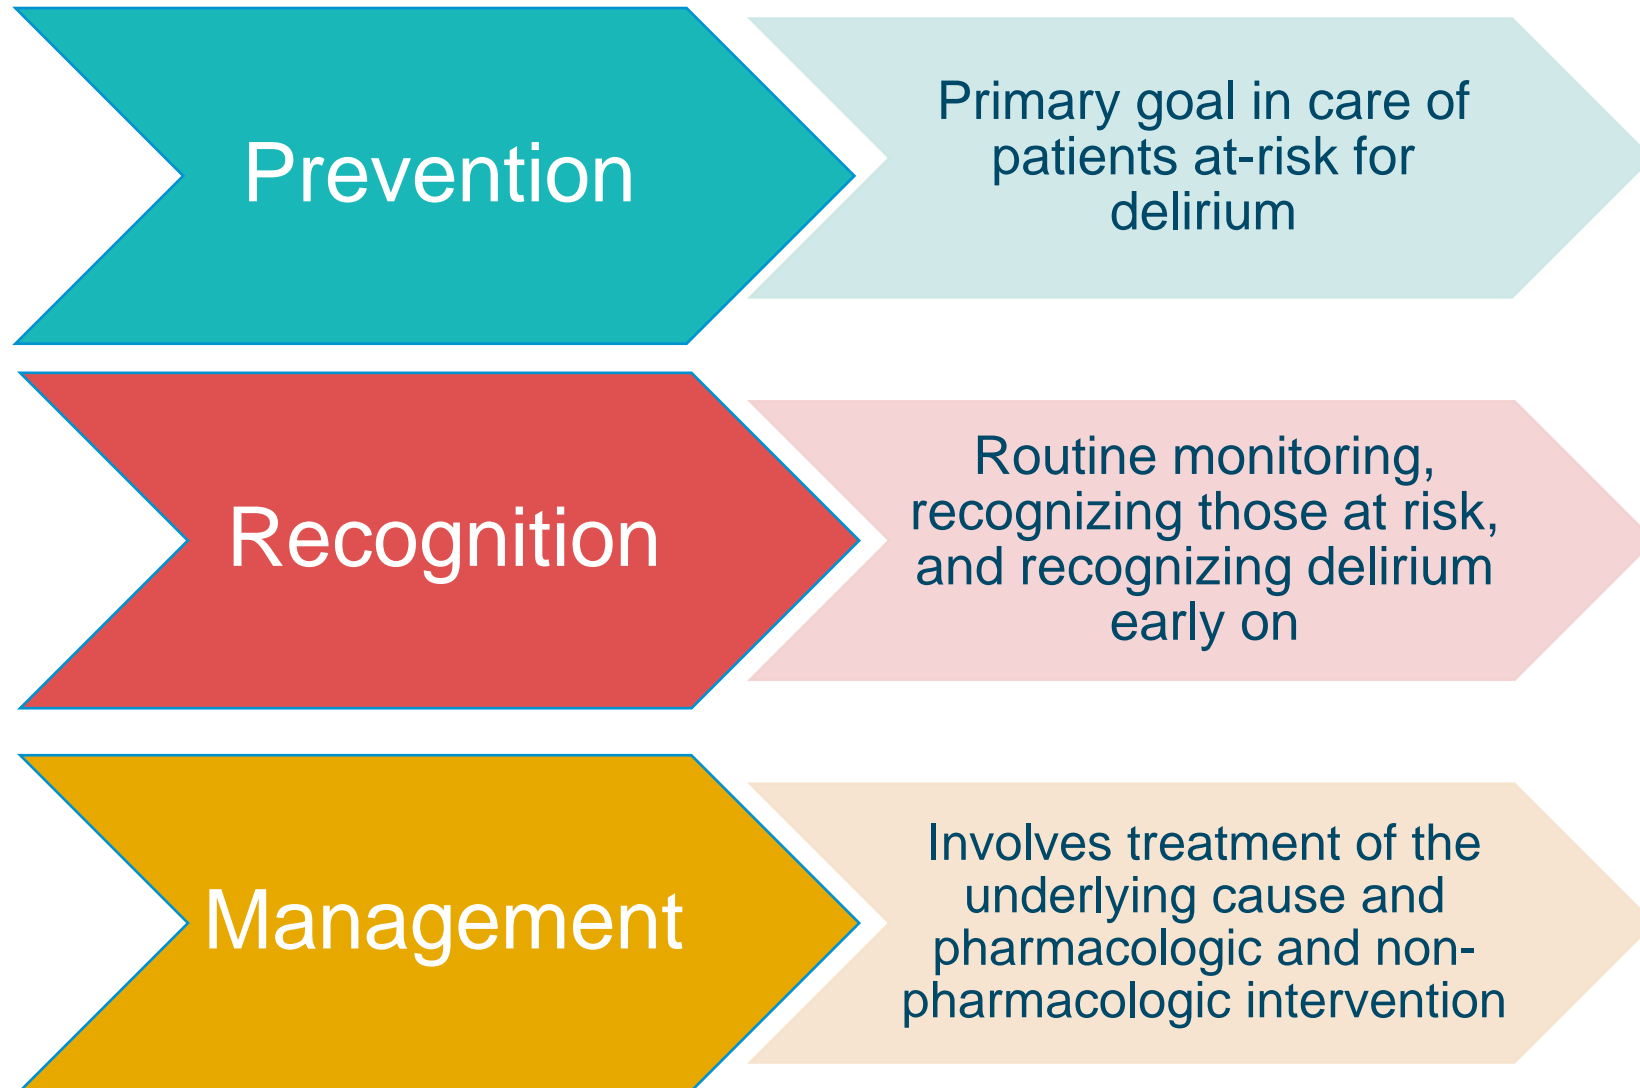 Prevention
Primary goal in care of
patients at-risk for
delirium
Recognition
Routine monitoring,
recognizing those at risk,
and recognizing delirium
early on
Management
Involves treatment of the
underlying cause and
pharmacologic and non-
pharmacologic intervention